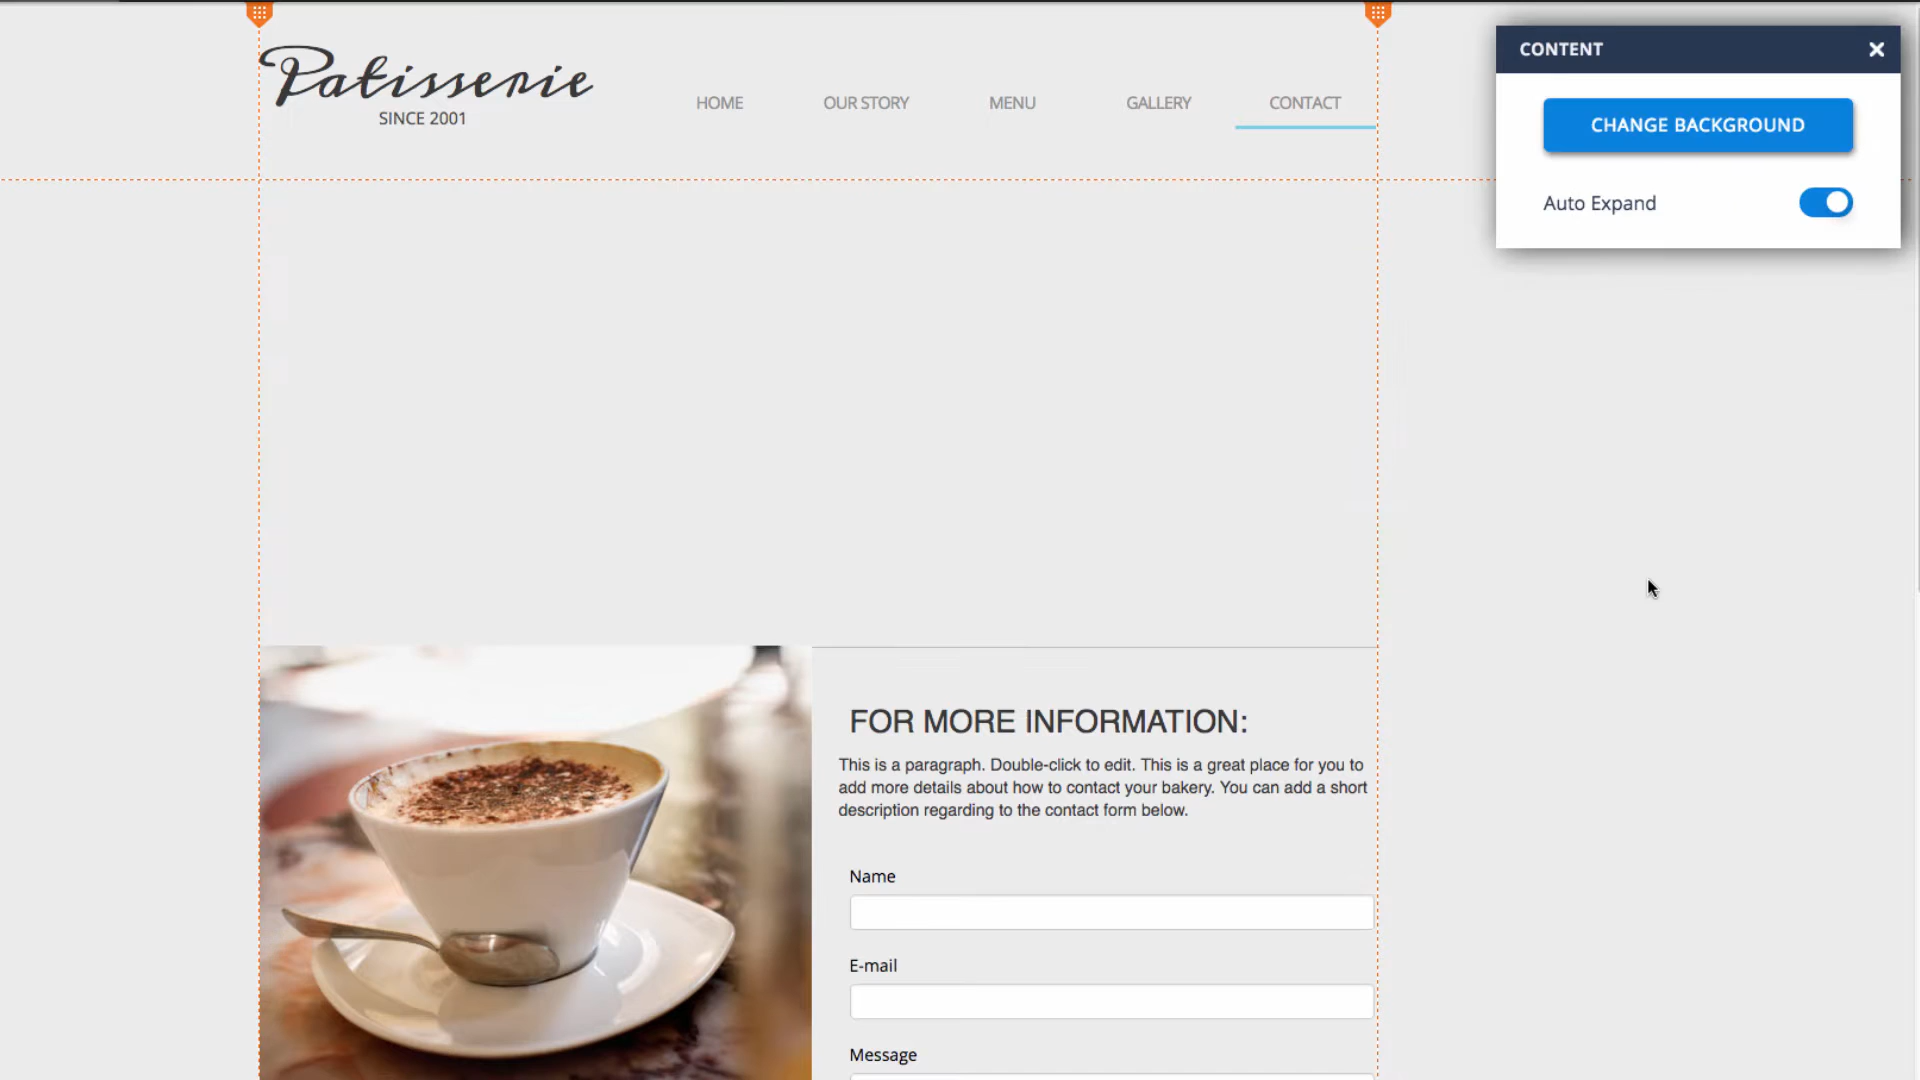 Patisserie
SINCE 2001
HOME OUR STORY MENU GALLERY CONTACT
CONTENT
CHANGE BACKGROUND
Auto Expand
FOR MORE INFORMATION:
This is a paragraph. Double-click to edit. This is a great place for you to
add more details about how to contact your bakery. You can add a short
description regarding to the contact form below.
Name
E-mail
Message